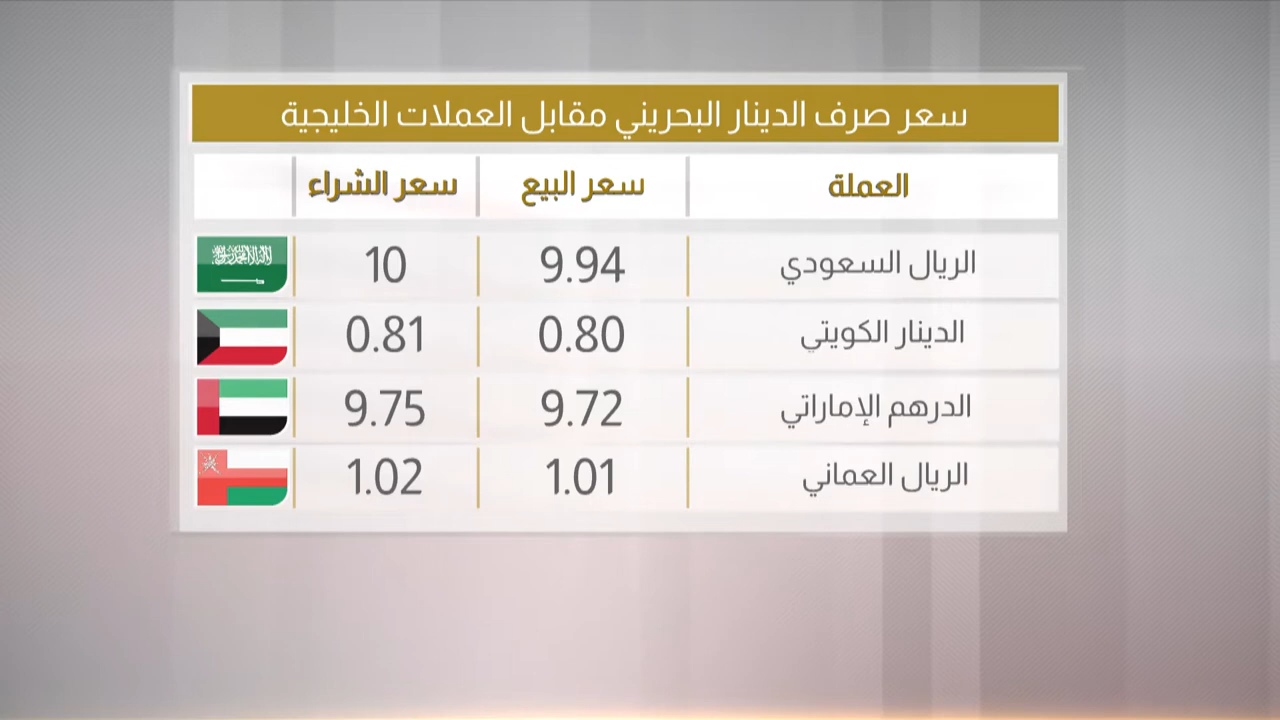 سعر صرف الدينار البحريني مقابل العملات الخليجية
العملة سعر البيع سعر الشراء
الريال السعودي 9.94 10
الدينار الكويتي 0.80 0.81
الدرهم الإماراتي 9.72 9.75
الريال العماني 1.01 1.02